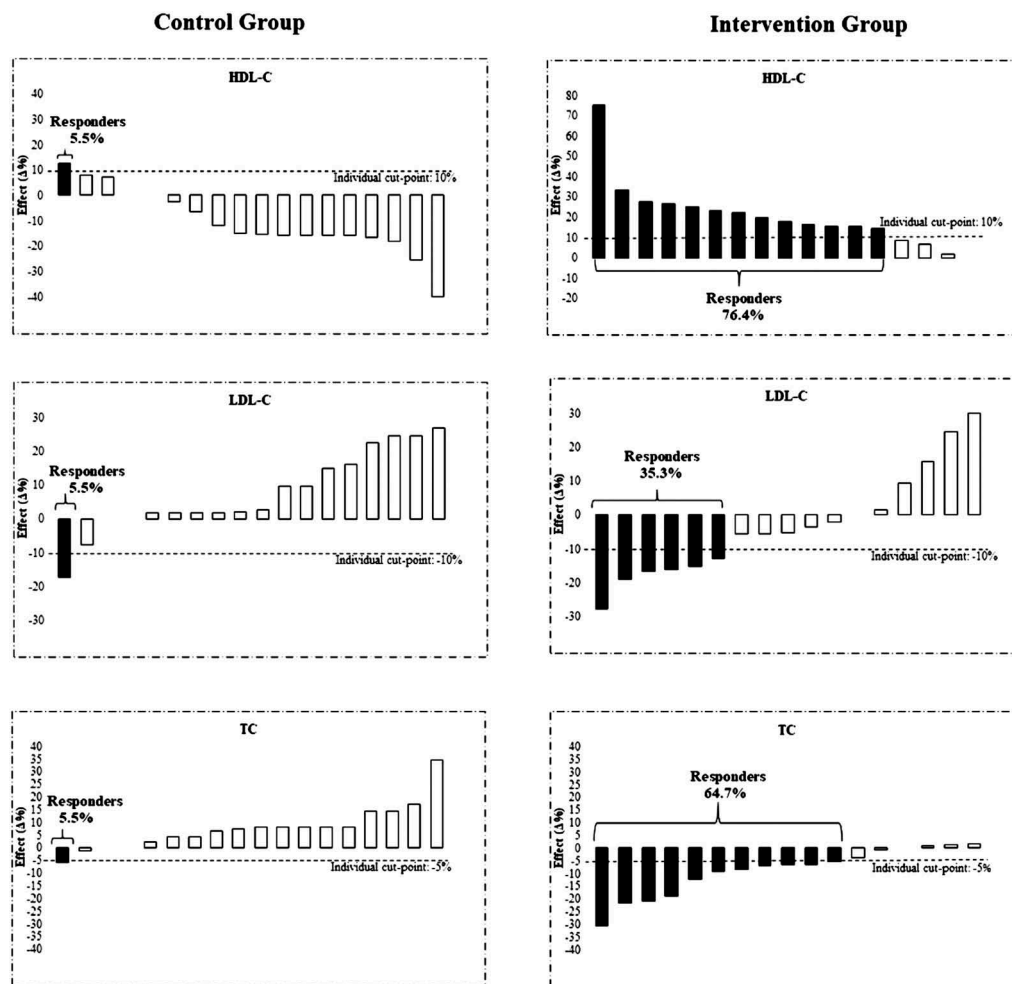 Control Group
Intervention Group
HDL-C
40
30
20
10
0
-10
-20
-30
-40
Effect (Δ%)
Responders
5.5%
Individual cut-point: 10%
HDL-C
80
70
60
50
40
30
20
10
0
-10
-20
Effect (Δ%)
Individual cut-point: 10%
Responders
76.4%
LDL-C
30
20
10
0
-10
-20
-30
Effect (Δ%)
Responders
5.5%
Individual cut-point: -10%
LDL-C
30
20
10
0
-10
-20
-30
Effect (Δ%)
Responders
35.3%
Individual cut-point: -10%
TC
40
35
30
25
20
15
10
5
0
-5
-10
-15
-20
-25
-30
-35
-40
Effect (Δ%)
Responders
5.5%
Individual cut-point: -5%
TC
40
35
30
25
20
15
10
5
0
-5
-10
-15
-20
-25
-30
-35
-40
Effect (Δ%)
Responders
64.7%
Individual cut-point: -5%